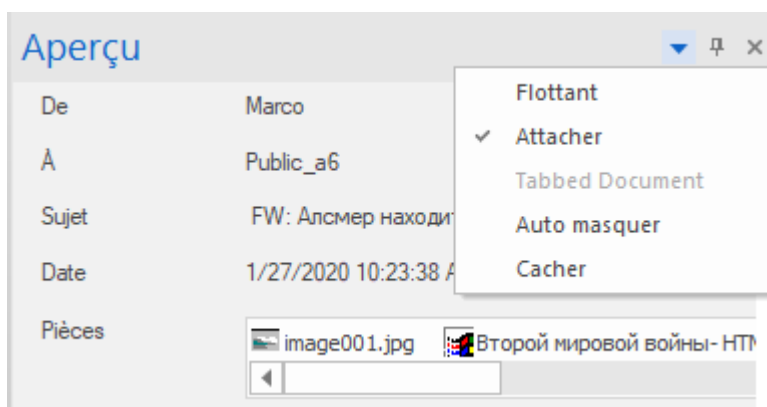 Aperçu
Flottant
De Marco
Attacher
À Public_a6
Tabbed Document
Sujet FW: Алсмер
Auto masquer
Date 1/27/2020 10:23:38
Cacher
Pièces image001.jpg Второй мировой войны- HTM